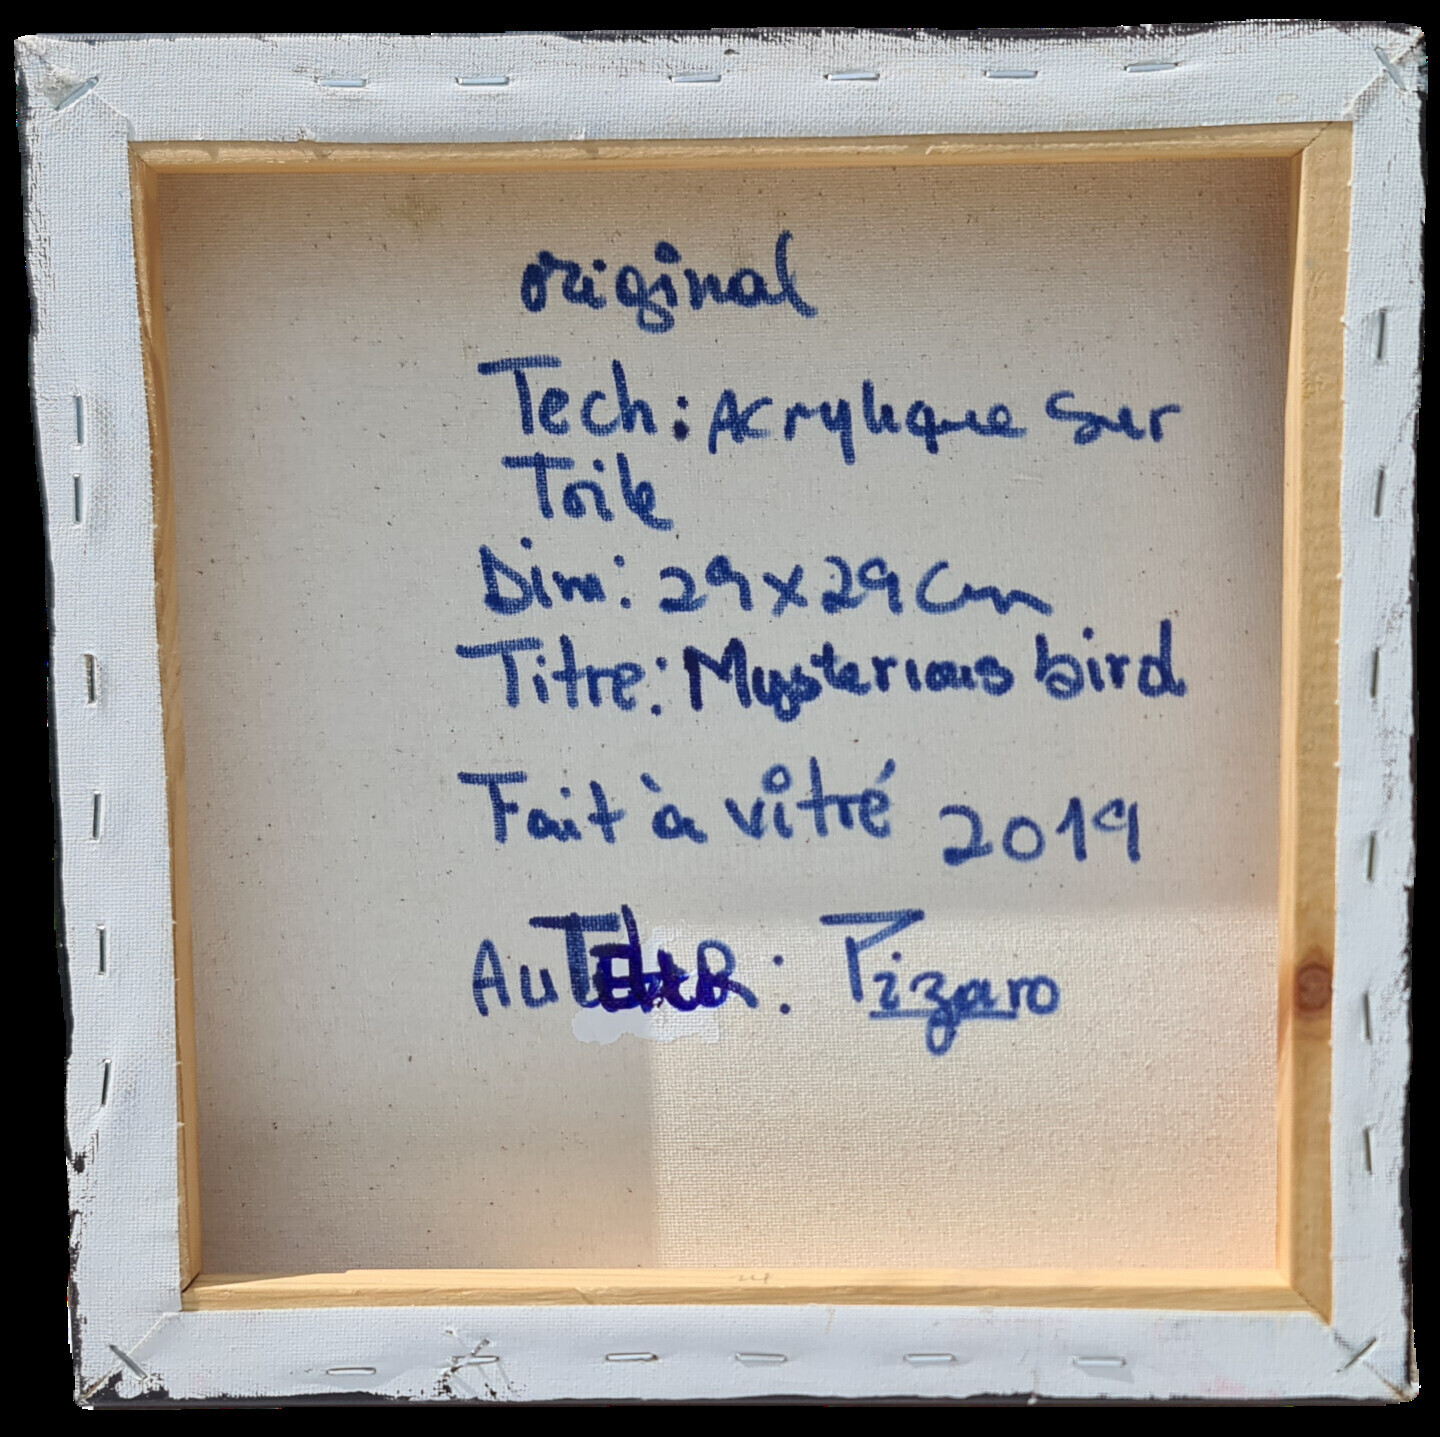 original
Tech: Acrylique sur
Toile
Dim: 29x29 cm
Titre: Mysterious bird
Fait à vitré 2019
AuTEUR: Pizaro